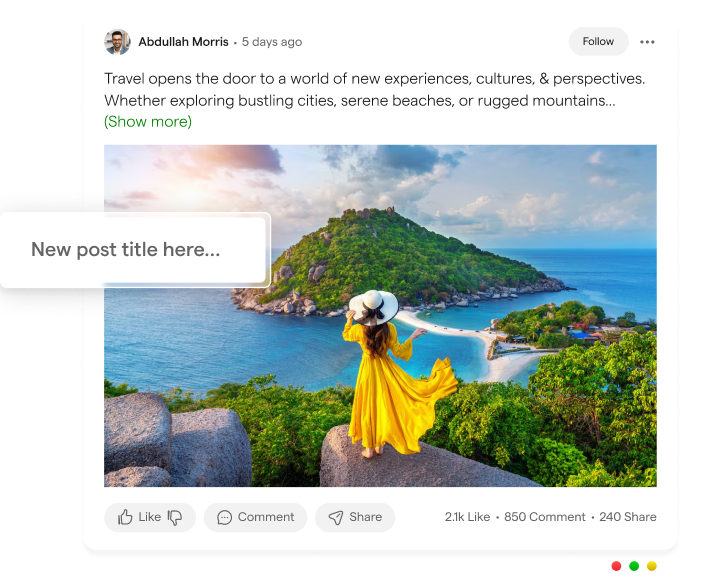 Abdullah Morris • 5 days ago
Follow
Travel opens the door to a world of new experiences, cultures, & perspectives.
Whether exploring bustling cities, serene beaches, or rugged mountains...
(Show more)
New post title here...
Like
Comment
Share
2.1k Like • 850 Comment • 240 Share